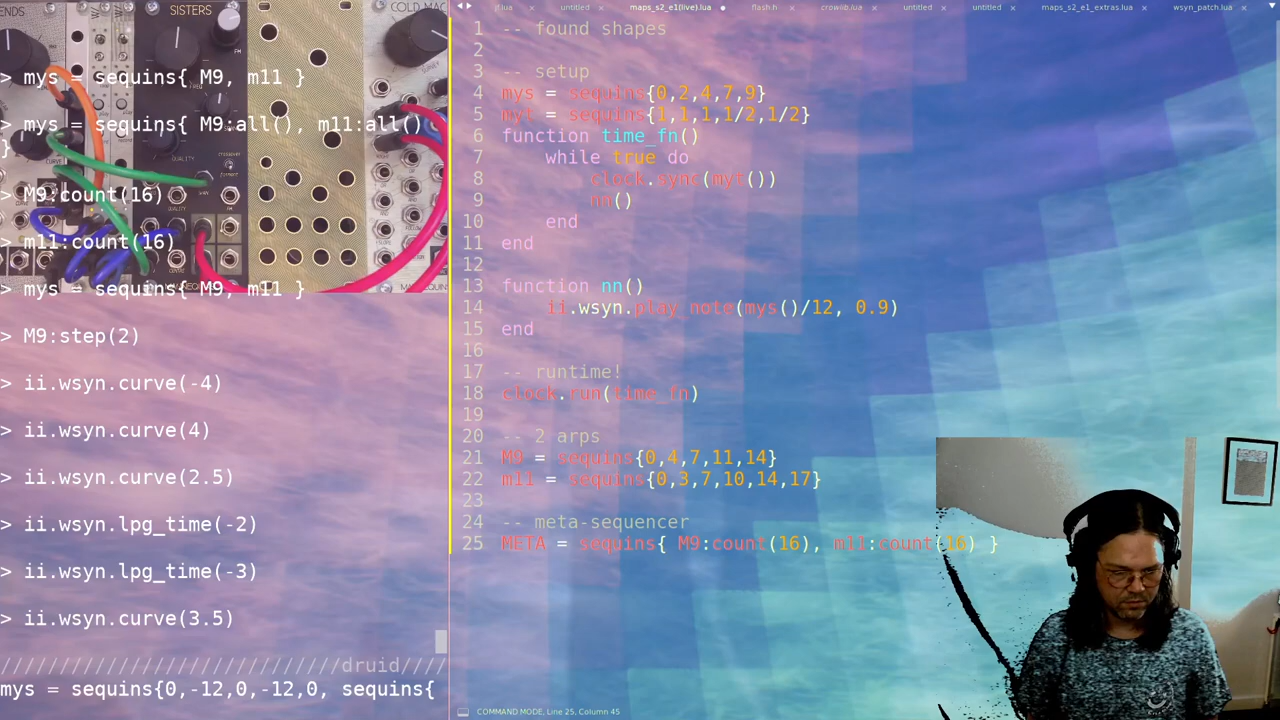 ENDS
SISTERS
COLD MAC
QUALITY
QUALITY
CENTRE
> mys = sequins{ M9, m11 }
> mys = sequins{ M9:all(), m11:all()
}
> M9:count(16)
> m11:count(16)
> mys = sequins{ M9, m11 }
> M9:step(2)
> ii.wsyn.curve(-4)
> ii.wsyn.curve(4)
> ii.wsyn.curve(2.5)
> ii.wsyn.lpg_time(-2)
> ii.wsyn.lpg_time(-3)
> ii.wsyn.curve(3.5)
////////////////////////////////druid////
mys = sequins{0,-12,0,-12,0, sequins{
untitled maps_s2_e1(live).lua flash.h crowlib.lua untitled untitled maps_s2_e1_extras.lua wsyn_patch.lua
1 -- found shapes
2
3 -- setup
4 mys = sequins{0,2,4,7,9}
5 myt = sequins{1,1,1,1/2,1/2}
6 function time_fn()
7 while true do
8 clock.sync(myt())
9 nn()
10 end
11 end
12
13 function nn()
14 ii.wsyn.play_note(mys()/12, 0.9)
15 end
16
17 -- runtime!
18 clock.run(time_fn)
19
20 -- 2 arps
21 M9 = sequins{0,4,7,11,14}
22 m11 = sequins{0,3,7,10,14,17}
23
24 -- meta-sequencer
25 META = sequins{ M9:count(16), m11:count(16) }
COMMAND MODE, Line 25, Column 45